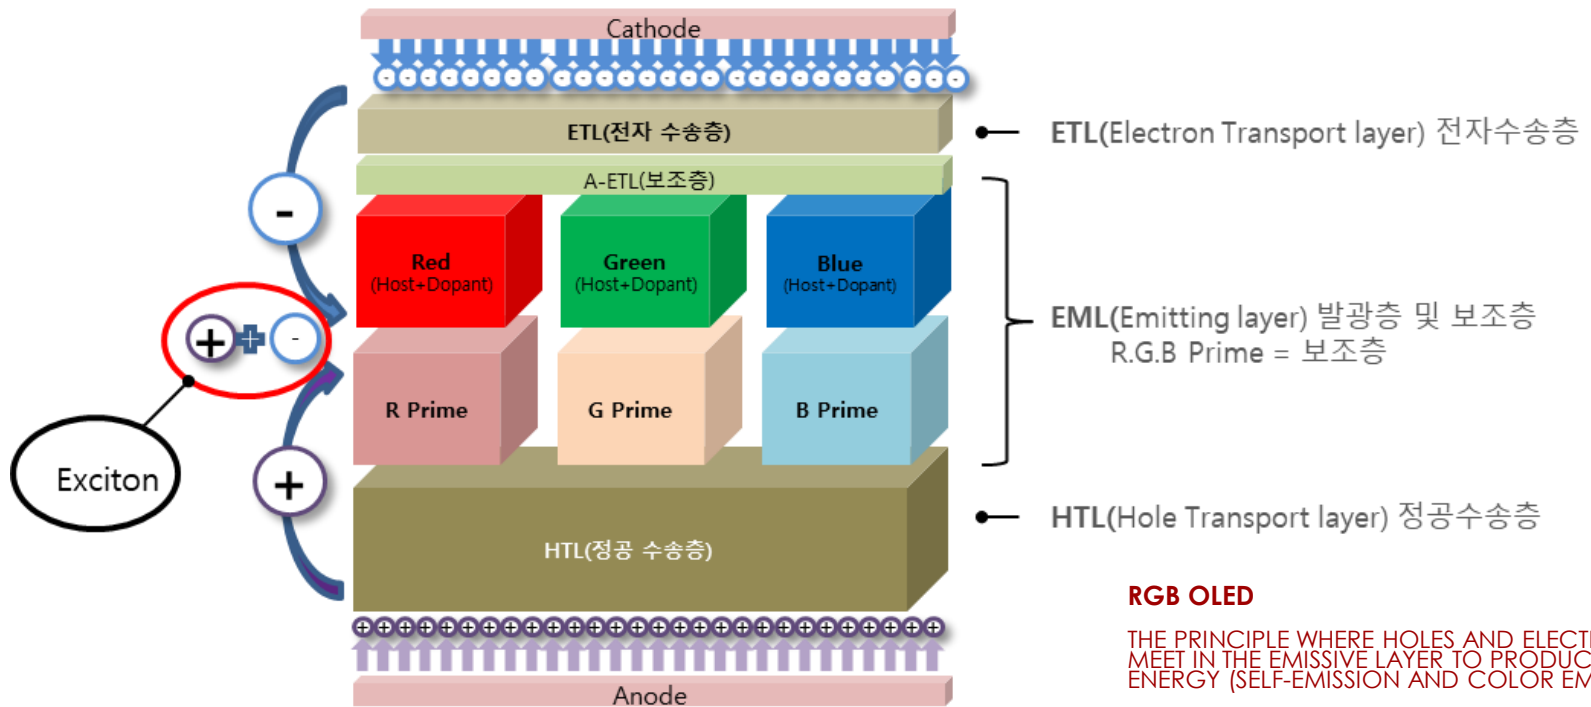 Cathode
ETL(전자 수송층)
ETL(Electron Transport layer) 전자수송층
A-ETL(보조층)
-
Red
(Host+Dopant)
Green
(Host+Dopant)
Blue
(Host+Dopant)
EML(Emitting layer) 발광층 및 보조층
R.G.B Prime = 보조층
+ + -
R Prime
G Prime
B Prime
Exciton
+
HTL(Hole Transport layer) 정공수송층
HTL(정공 수송층)
RGB OLED
THE PRINCIPLE WHERE HOLES AND
MEET IN THE EMISSIVE LAYER TO
ENERGY (SELF-EMISSION AND COLOR
Anode